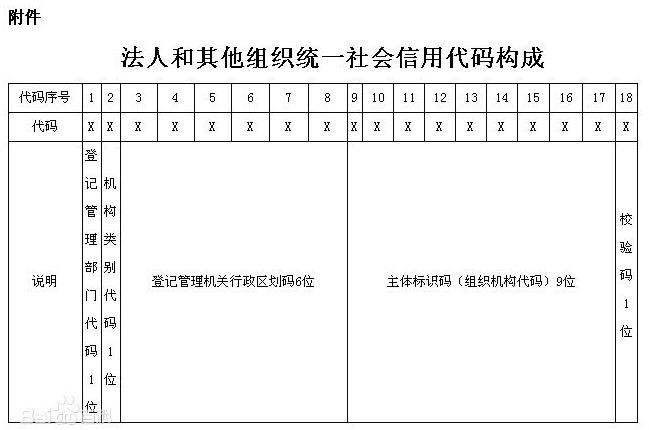 附件
法人和其他组织统一社会信用代码构成
代码序号 1 2 3 4 5 6 7 8 9 10 11 12 13 14 15 16 17 18
代码 X X X X X X X X X X X X X X X X X X
说明 登记管理部门代码1位 机构类别代码1位 登记管理机关行政区划码6位 主体标识码（组织机构代码）9位 校验码1位